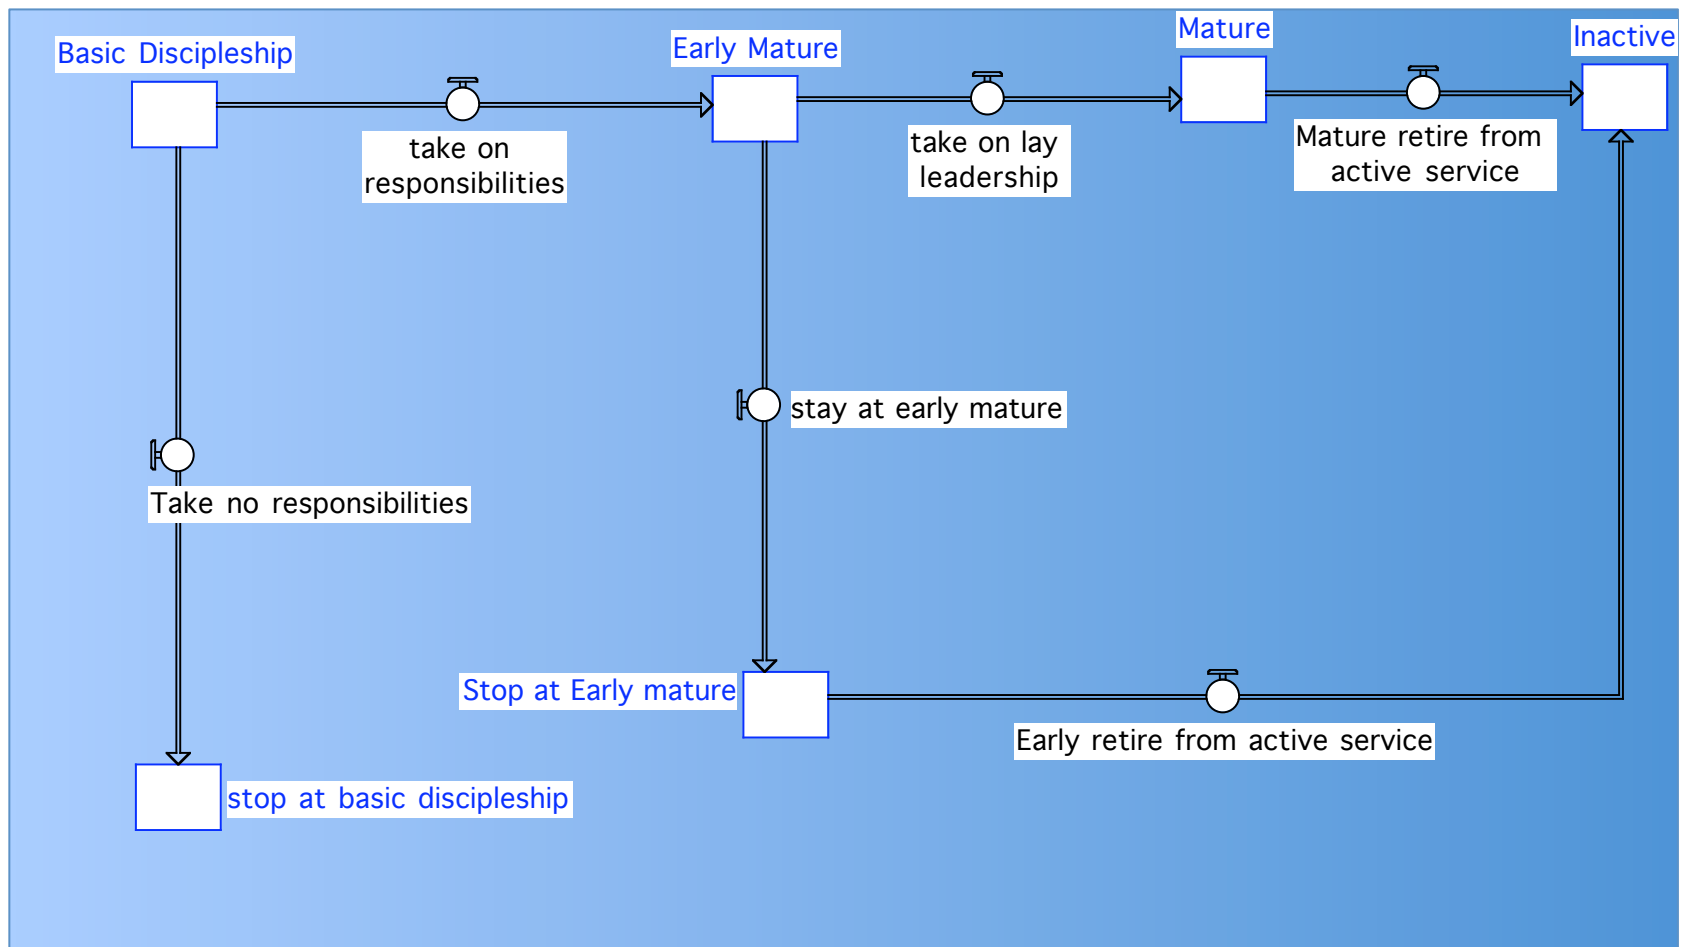 Basic Discipleship
Early Mature
Mature
Inactive
take on
responsibilities
take on lay
leadership
Mature retire from
active service
stay at early mature
Take no responsibilities
Stop at Early mature
Early retire from active service
stop at basic discipleship